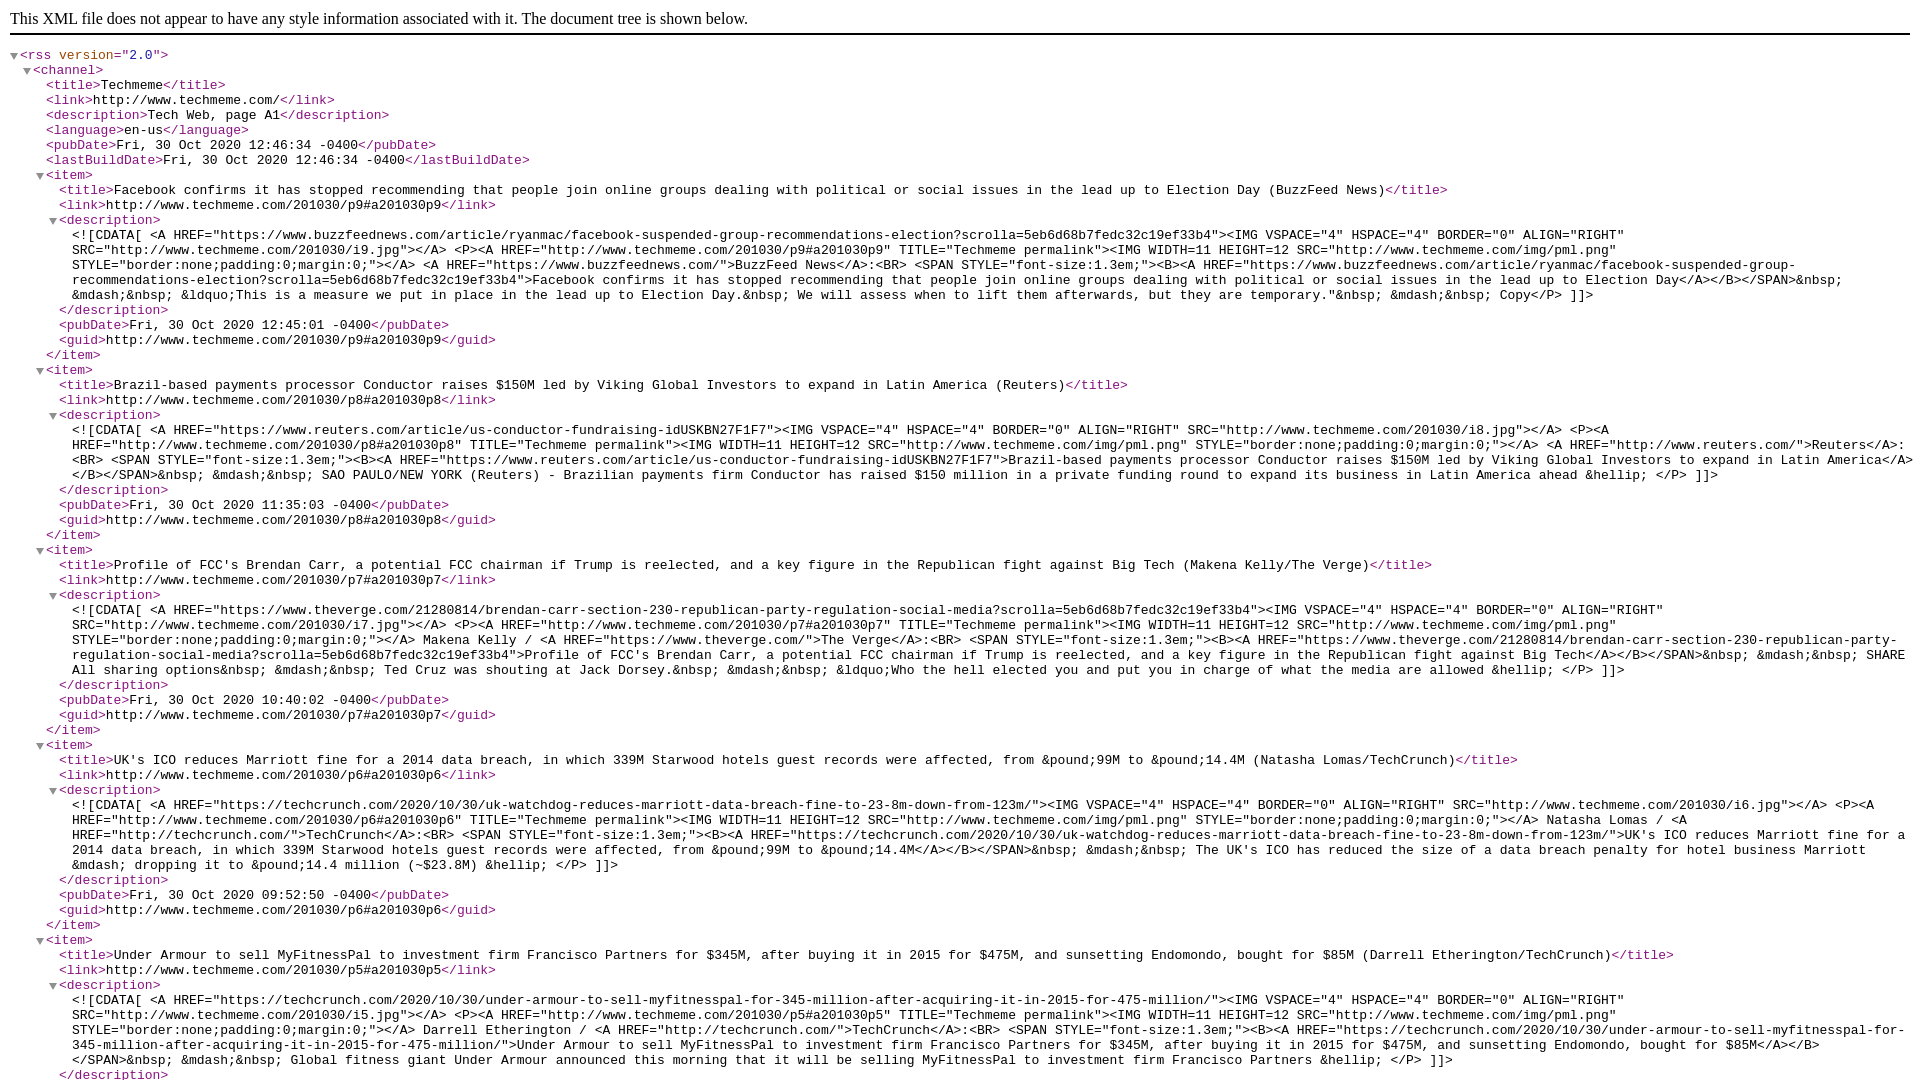 This XML file does not appear to have any style information associated with it. The document tree is shown below.
<rss version="2.0">
<channel>
<title>Techmeme</title>
<link>http://www.techmeme.com/</link>
<description>Tech Web, page A1</description>
<language>en-us</language>
<pubDate>Fri, 30 Oct 2020 12:46:34 -0400</pubDate>
<lastBuildDate>Fri, 30 Oct 2020 12:46:34 -0400</lastBuildDate>
<item>
<title>Facebook confirms it has stopped recommending that people join online groups dealing with political or social issues in the lead up to Election Day (BuzzFeed News)</title>
<link>http://www.techmeme.com/201030/p9#a201030p9</link>
<description>
<![CDATA[ <A HREF="https://www.buzzfeednews.com/article/ryanmac/facebook-suspended-group-recommendations-election?scrolla=5eb6d68b7fedc32c19ef33b4"><IMG VSPACE="4" HSPACE="4" BORDER="0" ALIGN="RIGHT"
SRC="http://www.techmeme.com/201030/i9.jpg"></A> <P><A HREF="http://www.techmeme.com/201030/p9#a201030p9" TITLE="Techmeme permalink"><IMG WIDTH=11 HEIGHT=12 SRC="http://www.techmeme.com/img/pml.png"
STYLE="border:none;padding:0;margin:0;"></A> <A HREF="https://www.buzzfeednews.com/">BuzzFeed News</A>:<BR> <SPAN STYLE="font-size:1.3em;"><B><A HREF="https://www.buzzfeednews.com/article/ryanmac/facebook-suspended-group-
recommendations-election?scrolla=5eb6d68b7fedc32c19ef33b4">Facebook confirms it has stopped recommending that people join online groups dealing with political or social issues in the lead up to Election Day</A></B></SPAN>&nbsp;
&mdash;&nbsp; &ldquo;This is a measure we put in place in the lead up to Election Day.&nbsp; We will assess when to lift them afterwards, but they are temporary."&nbsp; &mdash;&nbsp; Copy</P> ]]>
</description>
<pubDate>Fri, 30 Oct 2020 12:45:01 -0400</pubDate>
<guid>http://www.techmeme.com/201030/p9#a201030p9</guid>
</item>
<item>
<title>Brazil-based payments processor Conductor raises $150M led by Viking Global Investors to expand in Latin America (Reuters)</title>
<link>http://www.techmeme.com/201030/p8#a201030p8</link>
<description>
<![CDATA[ <A HREF="https://www.reuters.com/article/us-conductor-fundraising-idUSKBN27F1F7"><IMG VSPACE="4" HSPACE="4" BORDER="0" ALIGN="RIGHT" SRC="http://www.techmeme.com/201030/i8.jpg"></A> <P><A
HREF="http://www.techmeme.com/201030/p8#a201030p8" TITLE="Techmeme permalink"><IMG WIDTH=11 HEIGHT=12 SRC="http://www.techmeme.com/img/pml.png" STYLE="border:none;padding:0;margin:0;"></A> <A HREF="http://www.reuters.com/">Reuters</A>:
<BR> <SPAN STYLE="font-size:1.3em;"><B><A HREF="https://www.reuters.com/article/us-conductor-fundraising-idUSKBN27F1F7">Brazil-based payments processor Conductor raises $150M led by Viking Global Investors to expand in Latin America</A>
</B></SPAN>&nbsp; &mdash;&nbsp; SAO PAULO/NEW YORK (Reuters) - Brazilian payments firm Conductor has raised $150 million in a private funding round to expand its business in Latin America ahead &hellip; </P> ]]>
</description>
<pubDate>Fri, 30 Oct 2020 11:35:03 -0400</pubDate>
<guid>http://www.techmeme.com/201030/p8#a201030p8</guid>
</item>
<item>
<title>Profile of FCC's Brendan Carr, a potential FCC chairman if Trump is reelected, and a key figure in the Republican fight against Big Tech (Makena Kelly/The Verge)</title>
<link>http://www.techmeme.com/201030/p7#a201030p7</link>
<description>
<![CDATA[ <A HREF="https://www.theverge.com/21280814/brendan-carr-section-230-republican-party-regulation-social-media?scrolla=5eb6d68b7fedc32c19ef33b4"><IMG VSPACE="4" HSPACE="4" BORDER="0" ALIGN="RIGHT"
SRC="http://www.techmeme.com/201030/i7.jpg"></A> <P><A HREF="http://www.techmeme.com/201030/p7#a201030p7" TITLE="Techmeme permalink"><IMG WIDTH=11 HEIGHT=12 SRC="http://www.techmeme.com/img/pml.png"
STYLE="border:none;padding:0;margin:0;"></A> Makena Kelly / <A HREF="https://www.theverge.com/">The Verge</A>:<BR> <SPAN STYLE="font-size:1.3em;"><B><A HREF="https://www.theverge.com/21280814/brendan-carr-section-230-republican-party-
regulation-social-media?scrolla=5eb6d68b7fedc32c19ef33b4">Profile of FCC's Brendan Carr, a potential FCC chairman if Trump is reelected, and a key figure in the Republican fight against Big Tech</A></B></SPAN>&nbsp; &mdash;&nbsp; SHARE
All sharing options&nbsp; &mdash;&nbsp; Ted Cruz was shouting at Jack Dorsey.&nbsp; &mdash;&nbsp; &ldquo;Who the hell elected you and put you in charge of what the media are allowed &hellip; </P> ]]>
</description>
<pubDate>Fri, 30 Oct 2020 10:40:02 -0400</pubDate>
<guid>http://www.techmeme.com/201030/p7#a201030p7</guid>
</item>
<item>
<title>UK's ICO reduces Marriott fine for a 2014 data breach, in which 339M Starwood hotels guest records were affected, from &pound;99M to &pound;14.4M (Natasha Lomas/TechCrunch)</title>
<link>http://www.techmeme.com/201030/p6#a201030p6</link>
<description>
<![CDATA[ <A HREF="https://techcrunch.com/2020/10/30/uk-watchdog-reduces-marriott-data-breach-fine-to-23-8m-down-from-123m/"><IMG VSPACE="4" HSPACE="4" BORDER="0" ALIGN="RIGHT" SRC="http://www.techmeme.com/201030/i6.jpg"></A> <P><A
HREF="http://www.techmeme.com/201030/p6#a201030p6" TITLE="Techmeme permalink"><IMG WIDTH=11 HEIGHT=12 SRC="http://www.techmeme.com/img/pml.png" STYLE="border:none;padding:0;margin:0;"></A> Natasha Lomas / <A
HREF="http://techcrunch.com/">TechCrunch</A>:<BR> <SPAN STYLE="font-size:1.3em;"><B><A HREF="https://techcrunch.com/2020/10/30/uk-watchdog-reduces-marriott-data-breach-fine-to-23-8m-down-from-123m/">UK's ICO reduces Marriott fine for a
2014 data breach, in which 339M Starwood hotels guest records were affected, from &pound;99M to &pound;14.4M</A></B></SPAN>&nbsp; &mdash;&nbsp; The UK's ICO has reduced the size of a data breach penalty for hotel business Marriott
&mdash; dropping it to &pound;14.4 million (~$23.8M) &hellip; </P> ]]>
</description>
<pubDate>Fri, 30 Oct 2020 09:52:50 -0400</pubDate>
<guid>http://www.techmeme.com/201030/p6#a201030p6</guid>
</item>
<item>
<title>Under Armour to sell MyFitnessPal to investment firm Francisco Partners for $345M, after buying it in 2015 for $475M, and sunsetting Endomondo, bought for $85M (Darrell Etherington/TechCrunch)</title>
<link>http://www.techmeme.com/201030/p5#a201030p5</link>
<description>
<![CDATA[ <A HREF="https://techcrunch.com/2020/10/30/under-armour-to-sell-myfitnesspal-for-345-million-after-acquiring-it-in-2015-for-475-million/"><IMG VSPACE="4" HSPACE="4" BORDER="0" ALIGN="RIGHT"
SRC="http://www.techmeme.com/201030/i5.jpg"></A> <P><A HREF="http://www.techmeme.com/201030/p5#a201030p5" TITLE="Techmeme permalink"><IMG WIDTH=11 HEIGHT=12 SRC="http://www.techmeme.com/img/pml.png"
STYLE="border:none;padding:0;margin:0;"></A> Darrell Etherington / <A HREF="http://techcrunch.com/">TechCrunch</A>:<BR> <SPAN STYLE="font-size:1.3em;"><B><A HREF="https://techcrunch.com/2020/10/30/under-armour-to-sell-myfitnesspal-for-
345-million-after-acquiring-it-in-2015-for-475-million/">Under Armour to sell MyFitnessPal to investment firm Francisco Partners for $345M, after buying it in 2015 for $475M, and sunsetting Endomondo, bought for $85M</A></B>
</SPAN>&nbsp; &mdash;&nbsp; Global fitness giant Under Armour announced this morning that it will be selling MyFitnessPal to investment firm Francisco Partners &hellip; </P> ]]>
</description>